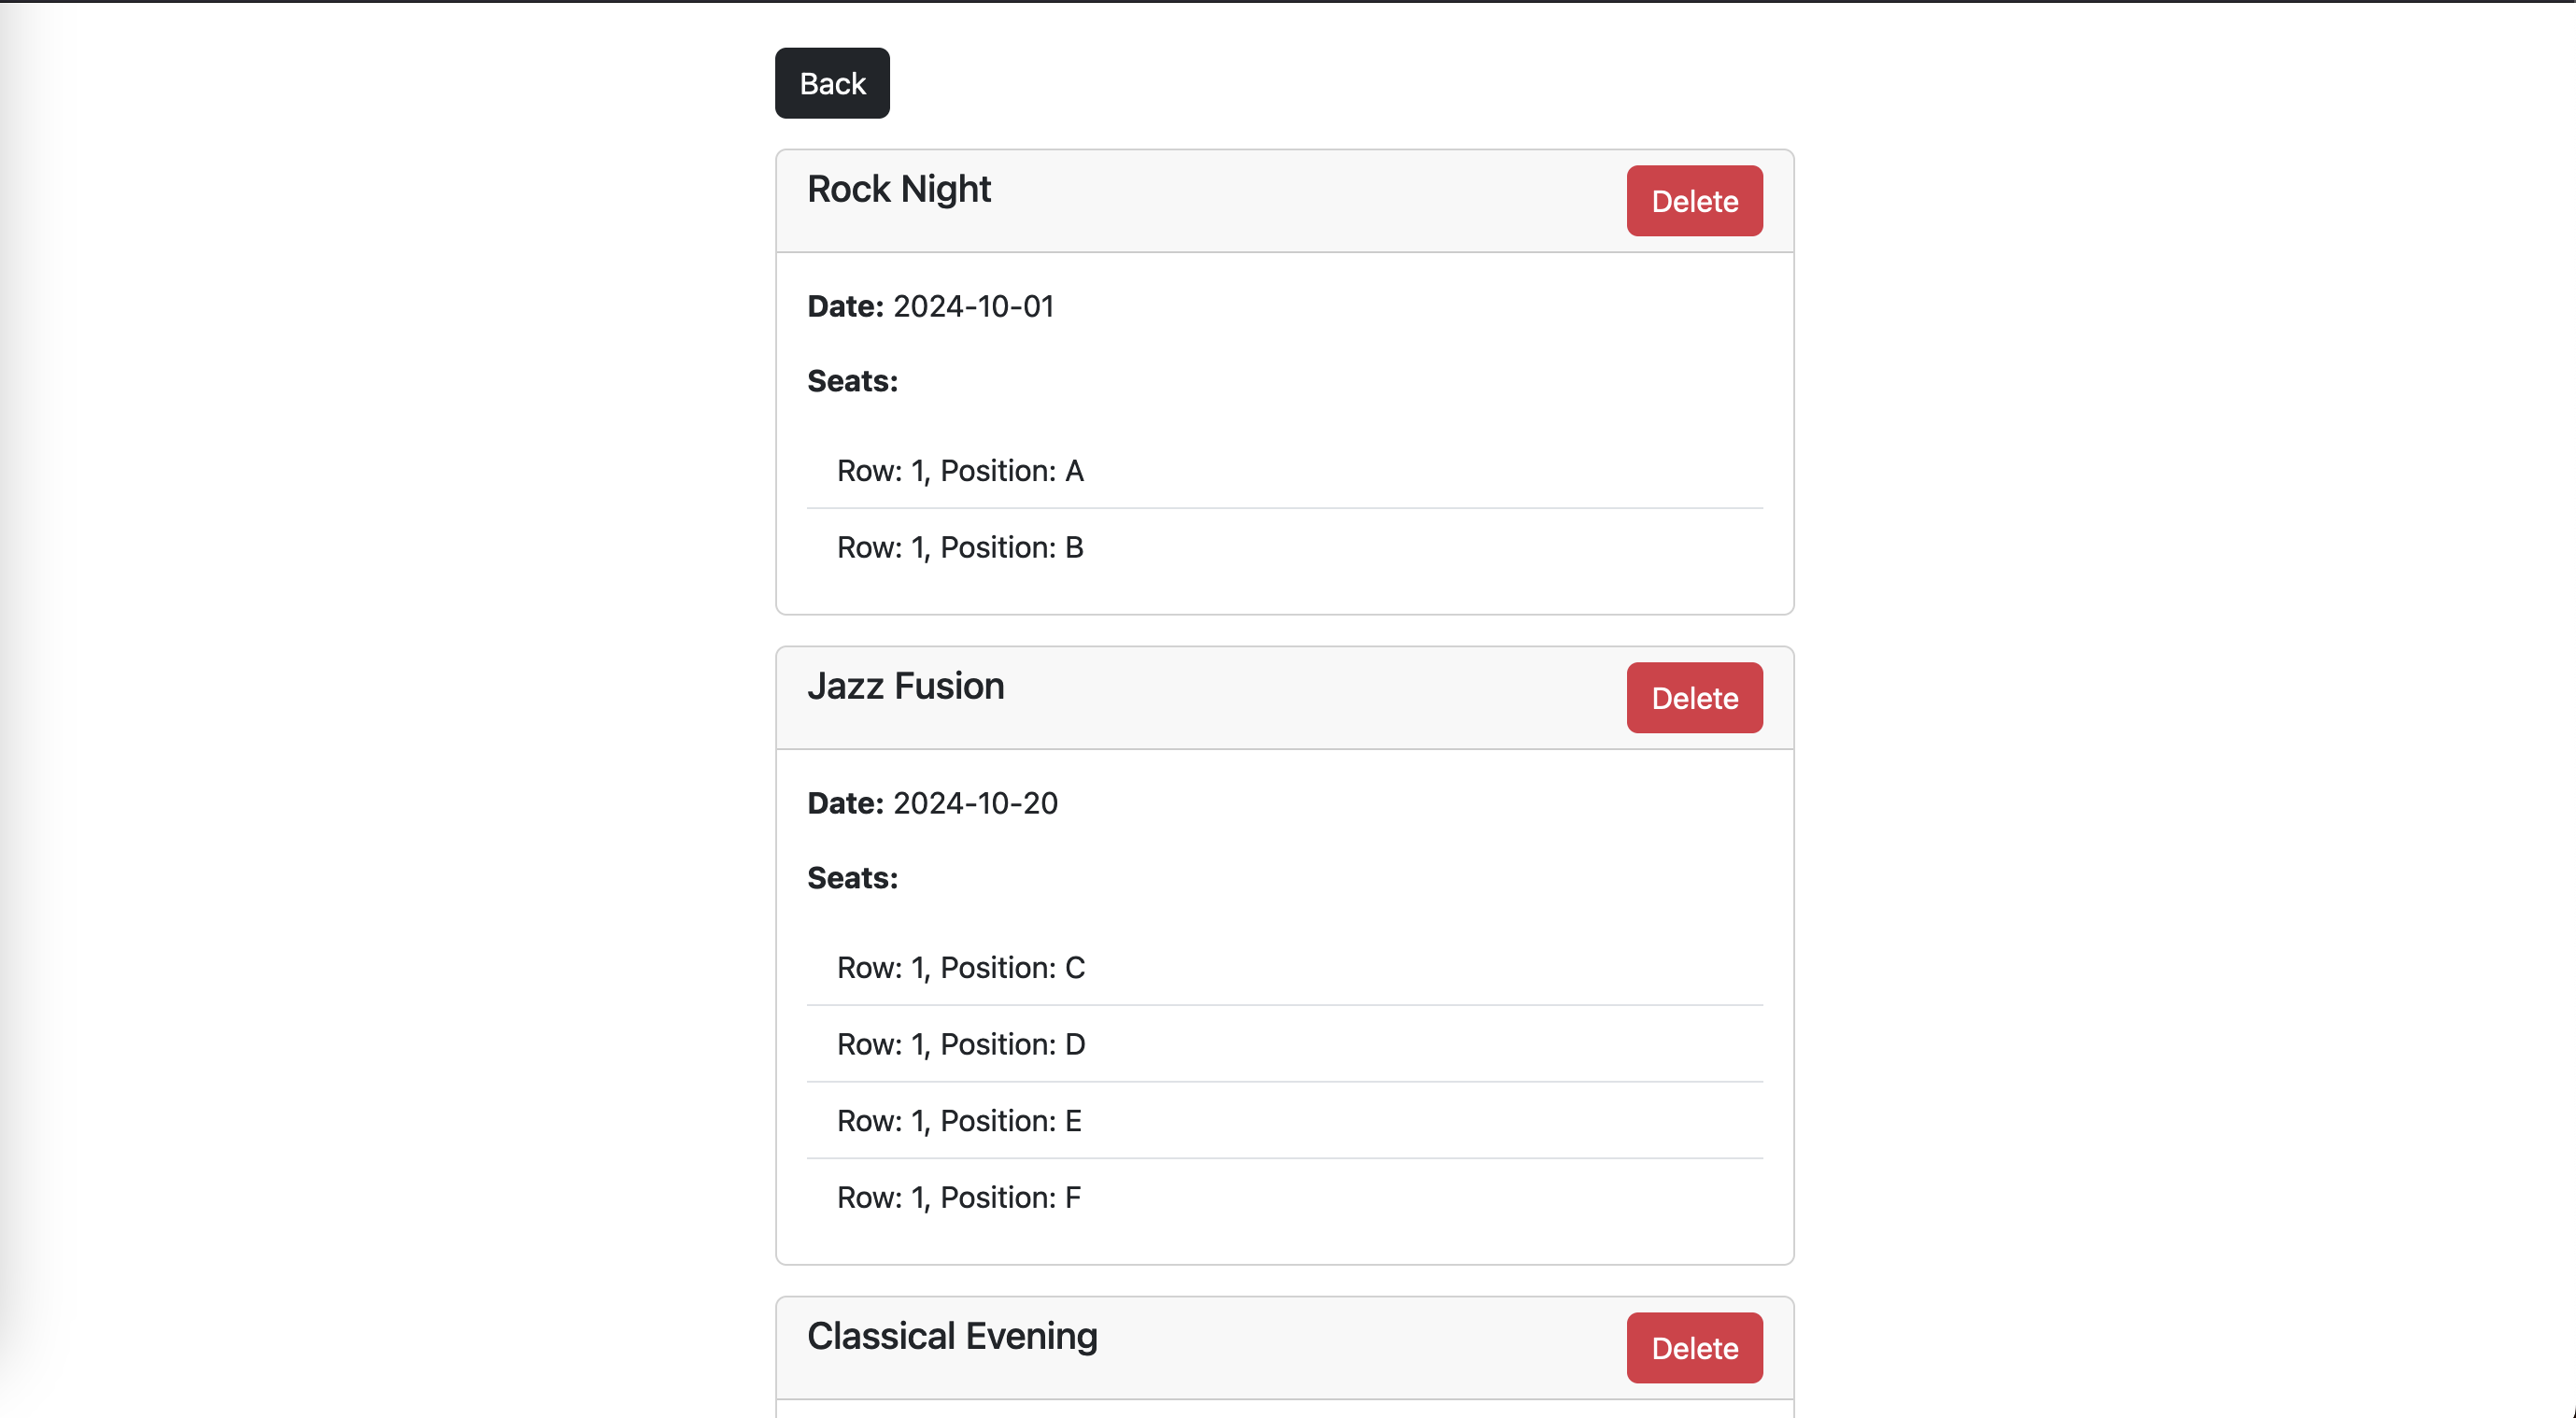 Back
Rock Night
Delete
Date: 2024-10-01
Seats:
Row: 1, Position: A
Row: 1, Position: B
Jazz Fusion
Delete
Date: 2024-10-20
Seats:
Row: 1, Position: C
Row: 1, Position: D
Row: 1, Position: E
Row: 1, Position: F
Classical Evening
Delete